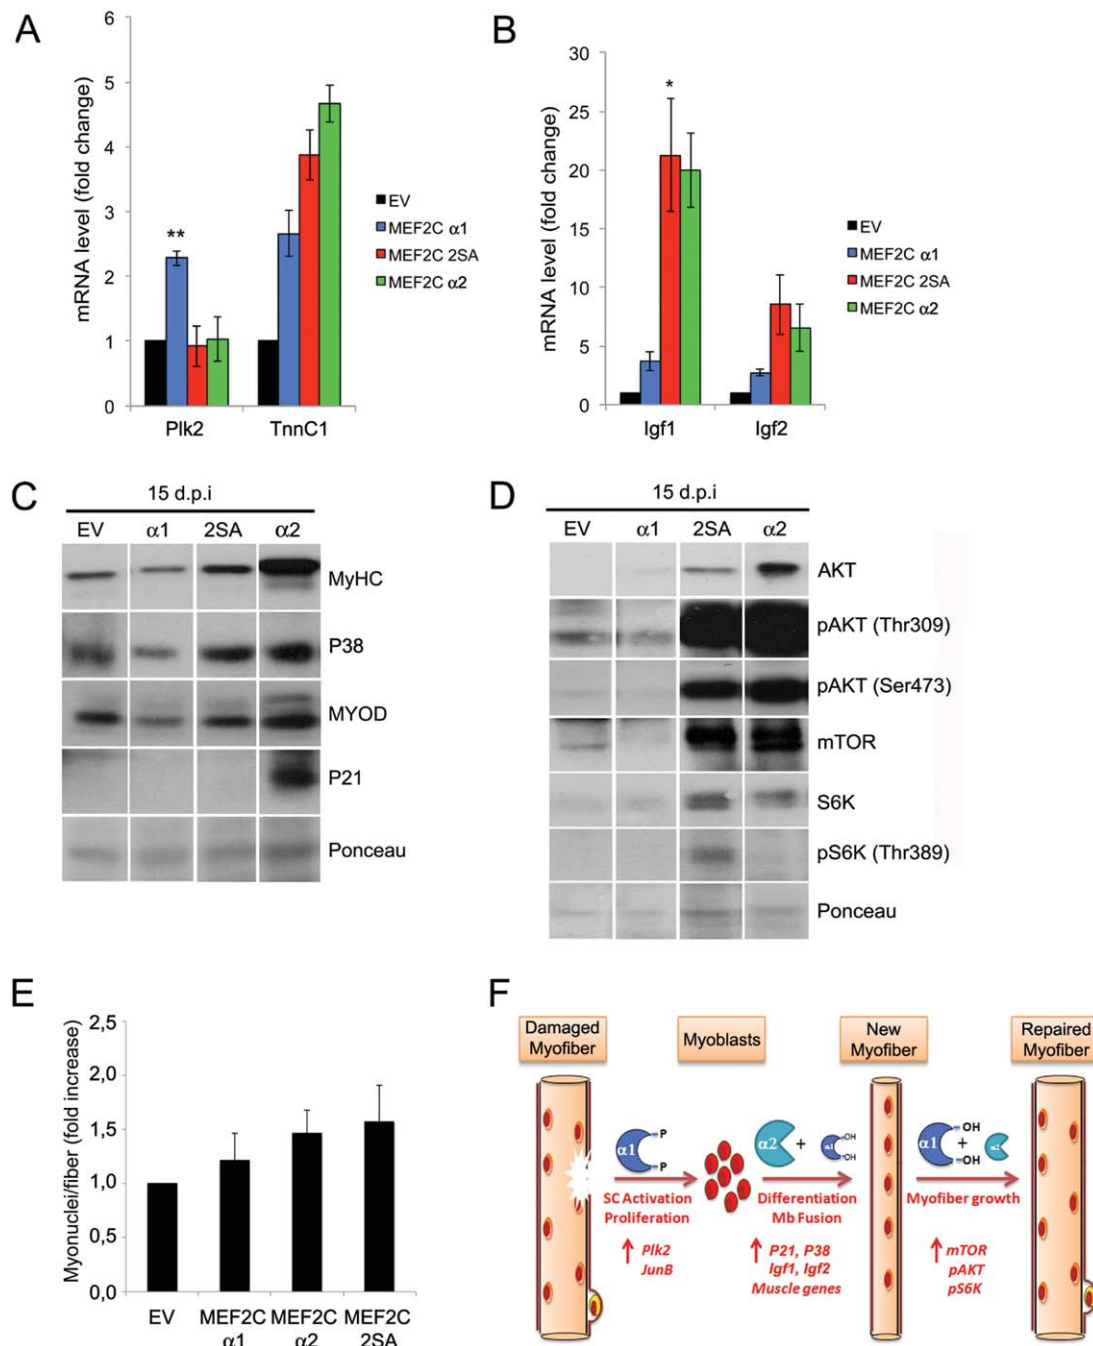 A
mRNA level (fold change)
6
5
4
3
2
1
0
**
Plk2
TnnC1
EV
MEF2C α1
MEF2C 2SA
MEF2C α2
B
mRNA level (fold change)
30
25
20
15
10
5
0
*
Igf1
Igf2
EV
MEF2C α1
MEF2C 2SA
MEF2C α2
C
15 d.p.i
EV α1 2SA α2
MyHC
P38
MYOD
P21
Ponceau
D
15 d.p.i
EV α1 2SA α2
AKT
pAKT (Thr309)
pAKT (Ser473)
mTOR
S6K
pS6K (Thr389)
Ponceau
E
Myonuclei/fiber (fold increase)
2,5
2,0
1,5
1,0
0,5
0,0
EV
MEF2C
α1
MEF2C
α2
MEF2C
2SA
F
Damaged
Myofiber
Myoblasts
New
Myofiber
Repaired
Myofiber
α1
P
P
SC Activation
Proliferation
Plk2
JunB
α2 + α1
OH
OH
Differentiation
Mb Fusion
P21, P38
Igf1, Igf2
Muscle genes
α1 + α2
OH
OH
Myofiber growth
mTOR
pAKT
pS6K